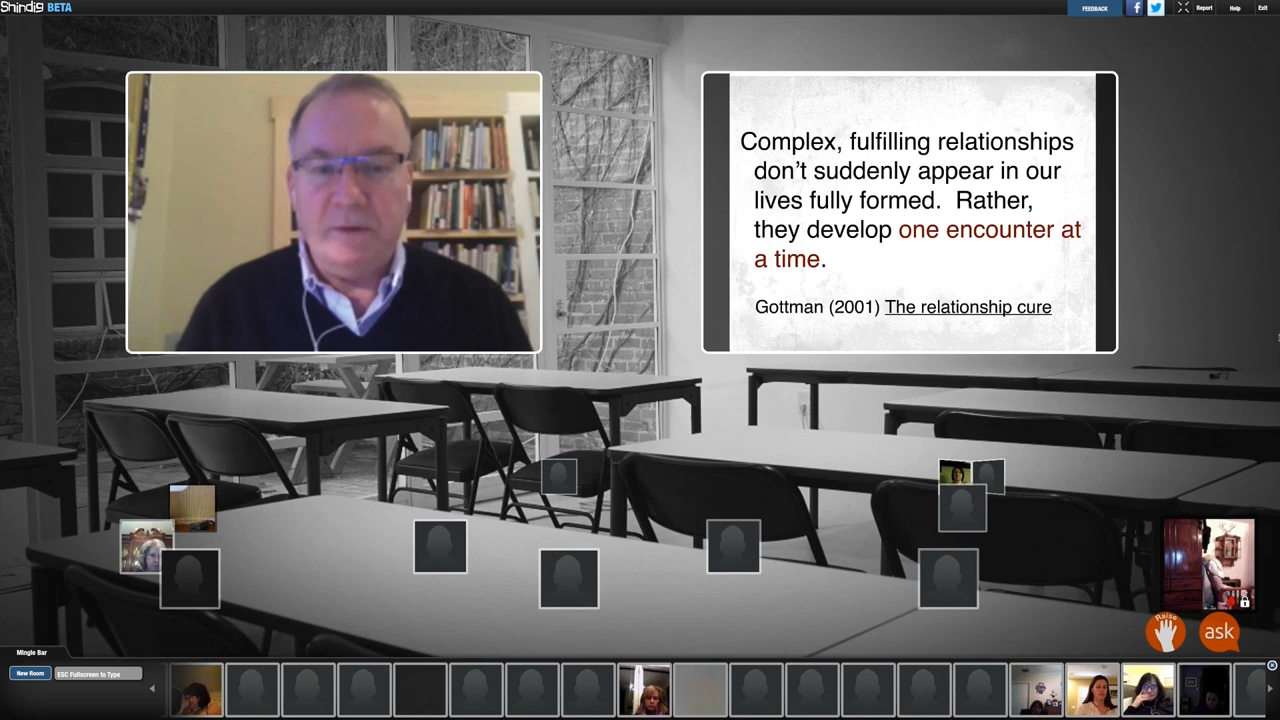 Shindig BETA
FEEDBACK
Report
Help
Exit
Complex, fulfilling relationships
don’t suddenly appear in our
lives fully formed.  Rather,
they develop one encounter at
a time.
Gottman (2001) The relationship cure
Raise
ask
Mingle Bar
New Room
ESC Fullscreen to Type